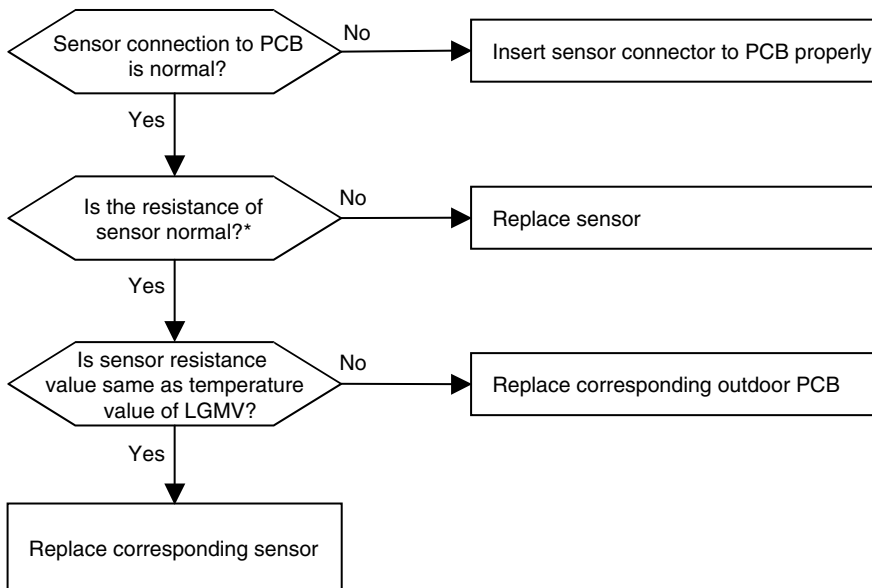 Sensor connection to PCB
is normal?
No
Insert sensor connector to PCB properly
Yes
Is the resistance of
sensor normal?*
No
Replace sensor
Yes
Is sensor resistance
value same as temperature
value of LGMV?
No
Replace corresponding outdoor PCB
Yes
Replace corresponding sensor